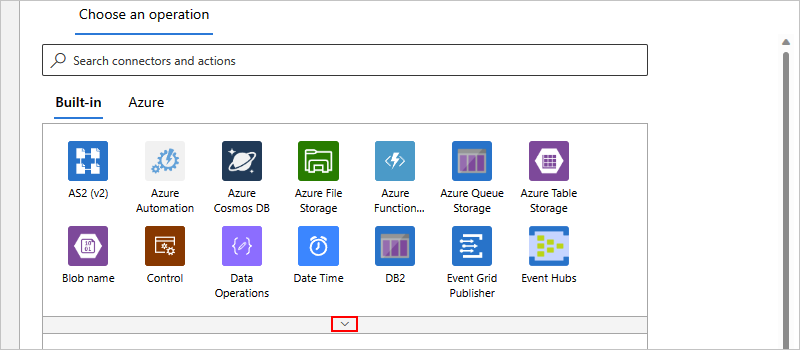 Choose an operation
Search connectors and actions
Built-in Azure
AS2 (v2) Azure Automation Azure Cosmos DB Azure File Storage Azure Function... Azure Queue Storage Azure Table Storage
Blob name Control Data Operations Date Time DB2 Event Grid Publisher Event Hubs